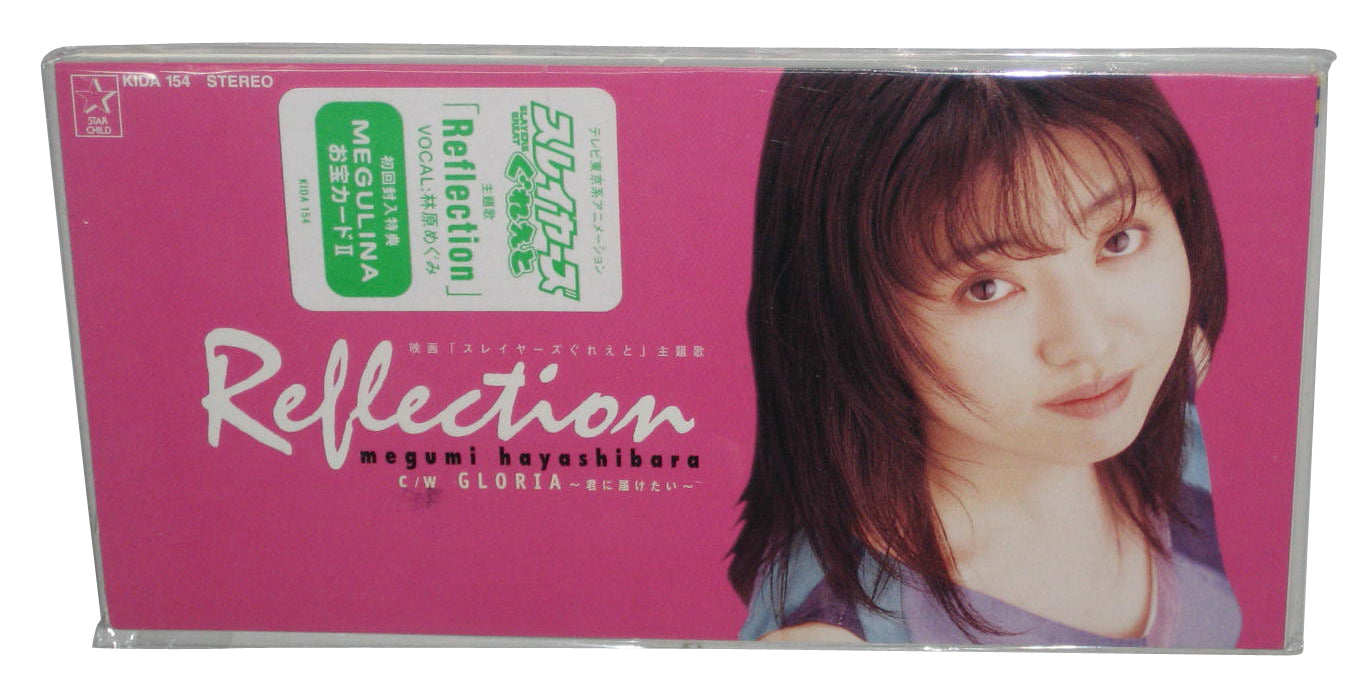 KIDA 154 STEREO
STAR
CHILD
テレビ東京系アニメーション
スレイヤーズ
SLAYERS
GREAT
ぐれえと
主題歌
「Reflection」
VOCAL:林原めぐみ
初回封入特典
MEGULINA
お宝カードⅡ
KIDA 154
映画「スレイヤーズぐれえと」主題歌
Reflection
megumi hayashibara
C/W GLORIA～君に届けたい～